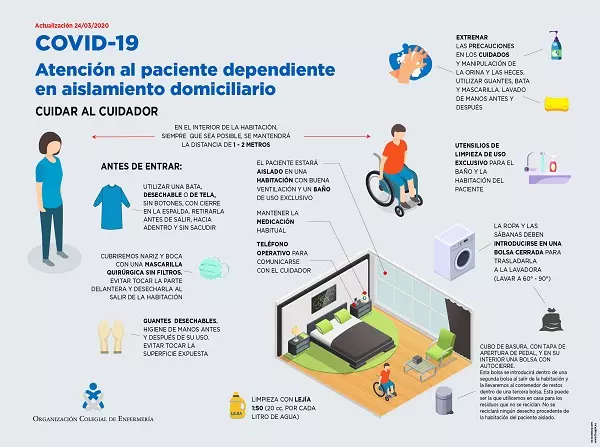 Actualización 24/03/2020
COVID-19
Atención al paciente dependiente
en aislamiento domiciliario
CUIDAR AL CUIDADOR
EN EL INTERIOR DE LA HABITACIÓN,
SIEMPRE QUE SEA POSIBLE, SE MANTENDRÁ
LA DISTANCIA DE 1 - 2 METROS
ANTES DE ENTRAR:
UTILIZAR UNA BATA,
DESECHABLE O DE TELA,
SIN BOTONES, CON CIERRE
EN LA ESPALDA, RETIRARLA
ANTES DE SALIR, HACIA
ADENTRO Y SIN SACUDIR
CUBRIREMOS NARIZ Y BOCA
CON UNA MASCARILLA
QUIRÚRGICA SIN FILTROS.
EVITAR TOCAR LA PARTE
DELANTERA Y DESECHARLA AL
SALIR DE LA HABITACIÓN
GUANTES DESECHABLES.
HIGIENE DE MANOS ANTES
Y DESPUÉS DE SU USO.
EVITAR TOCAR LA
SUPERFICIE EXPUESTA
ORGANIZACIÓN COLEGIAL DE ENFERMERÍA
EL PACIENTE ESTARÁ
AISLADO EN UNA
HABITACIÓN CON BUENA
VENTILACIÓN Y UN BAÑO
DE USO EXCLUSIVO
MANTENER LA
MEDICACIÓN
HABITUAL
TELÉFONO
OPERATIVO PARA
COMUNICARSE
CON EL CUIDADOR
LEJÍA
LIMPIEZA CON LEJÍA
1:50 (20 cc. POR CADA
LITRO DE AGUA)
EXTREMAR
LAS PRECAUCIONES
EN LOS CUIDADOS
Y MANIPULACIÓN DE
LA ORINA Y LAS HECES.
UTILIZAR GUANTES, BATA
Y MASCARILLA. LAVADO
DE MANOS ANTES Y
DESPUÉS
UTENSILIOS DE
LIMPIEZA DE USO
EXCLUSIVO PARA EL
BAÑO Y LA
HABITACIÓN DEL
PACIENTE
LA ROPA Y LAS
SÁBANAS DEBEN
INTRODUCIRSE EN UNA
BOLSA CERRADA PARA
TRASLADARLA
A LA LAVADORA
(LAVAR A 60° - 90°)
CUBO DE BASURA, CON TAPA DE
APERTURA DE PEDAL, Y EN SU
INTERIOR UNA BOLSA CON
AUTOCIERRE.
Esta bolsa se introducirá dentro de una
segunda bolsa al salir de la habitación y
la llevaremos al contenedor de restos
dentro de una tercera bolsa. Esta puede
ser la que utilicemos en casa para los
residuos que no se reciclan. No se
reciclará ningún desecho procedente de
la habitación del paciente aislado.